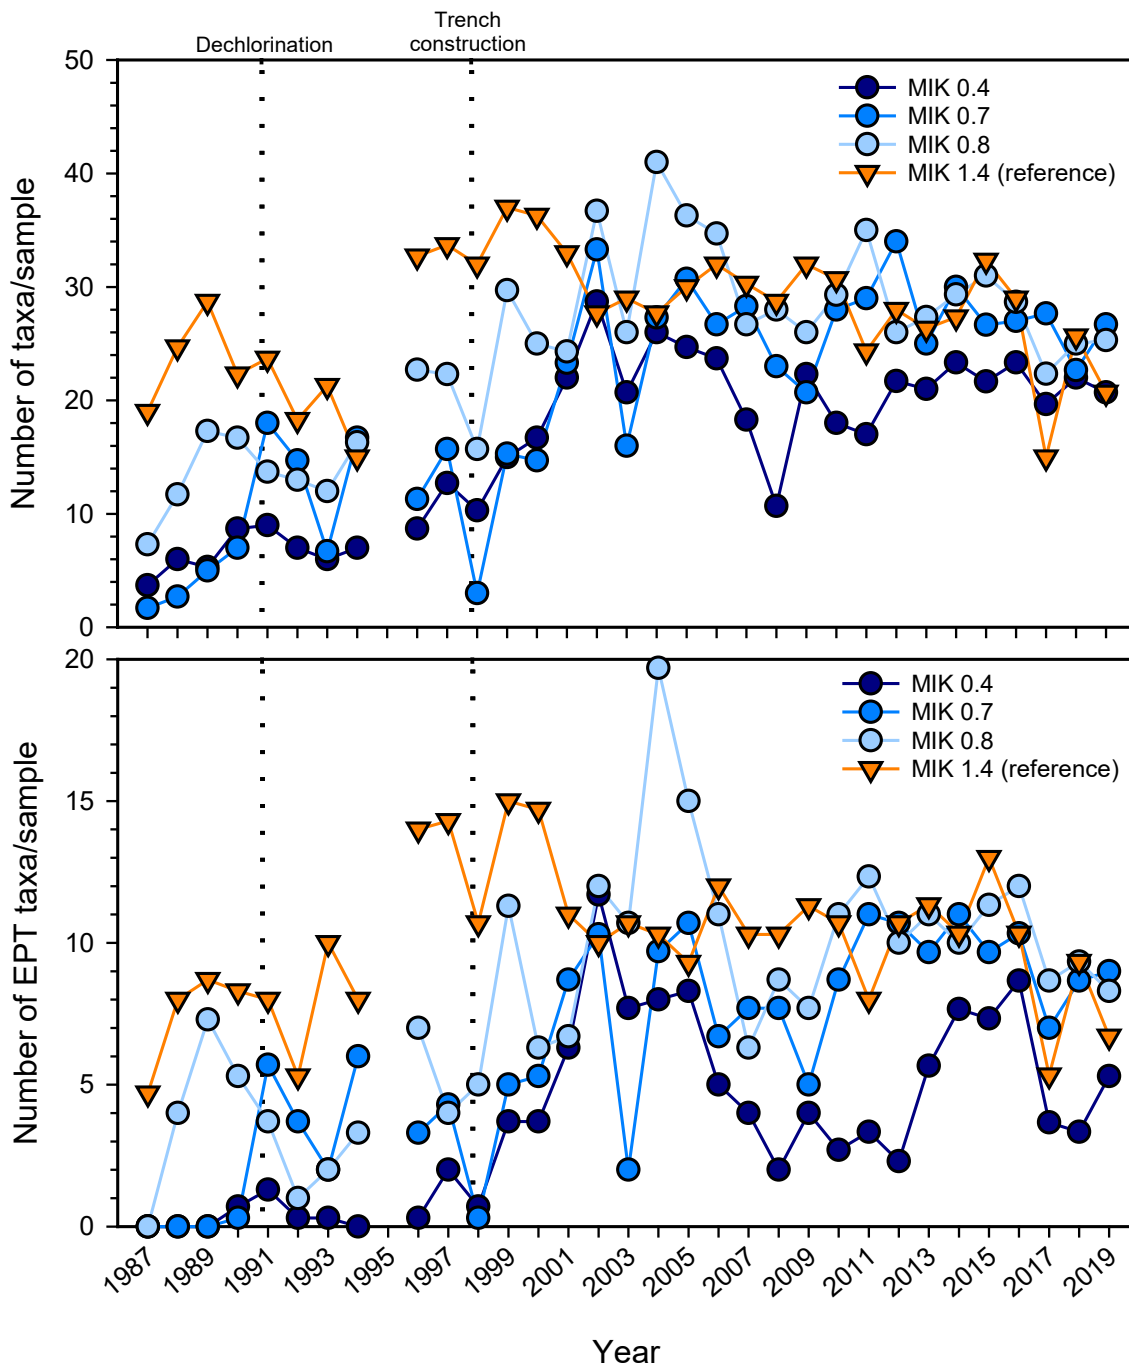 Dechlorination
Trench
construction
50
40
30
20
10
0
Number of taxa/sample
MIK 0.4
MIK 0.7
MIK 0.8
MIK 1.4 (reference)
20
15
10
5
0
Number of EPT taxa/sample
MIK 0.4
MIK 0.7
MIK 0.8
MIK 1.4 (reference)
1987 1989 1991 1993 1995 1997 1999 2001 2003 2005 2007 2009 2011 2013 2015 2017 2019
Year